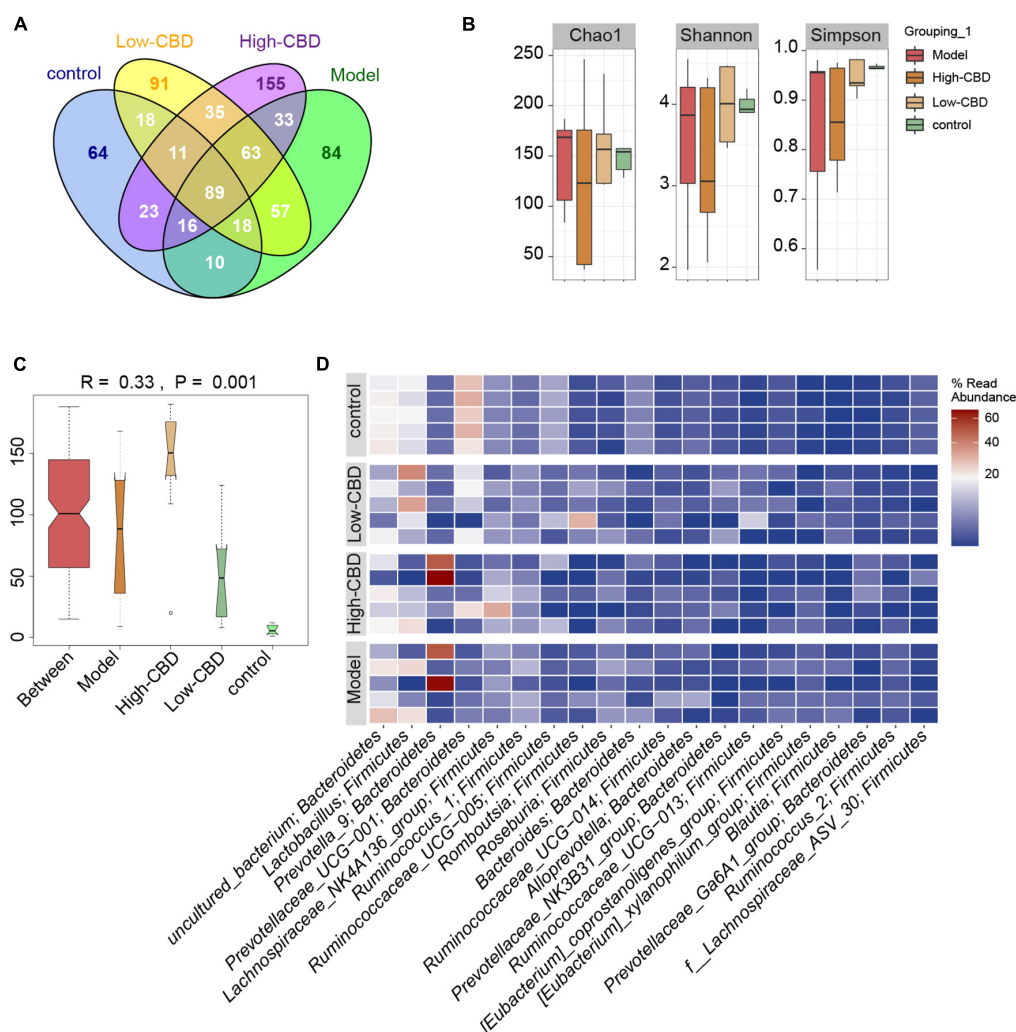 A
Low-CBD
High-CBD
control
Model
91
155
18
35
33
64
11
63
84
89
23
16
18
57
10
B
Chao1
Shannon
Simpson
250
200
150
100
50
4
3
2
1.0
0.9
0.8
0.7
0.6
Grouping_1
Model
High-CBD
Low-CBD
control
C
R = 0.33 , P = 0.001
150
100
50
0
Between
Model
High-CBD
Low-CBD
control
D
control
Low-CBD
High-CBD
Model
% Read
Abundance
60
40
20
uncultured_bacterium; Bacteroidetes
Lactobacillus; Firmicutes
Prevotella_9; Bacteroidetes
Prevotellaceae_UCG-001; Bacteroidetes
Lachnospiraceae_NK4A136_group; Firmicutes
Ruminococcus_1; Firmicutes
Ruminococcaceae_UCG-005; Firmicutes
Romboutsia; Firmicutes
Roseburia; Firmicutes
Bacteroides; Bacteroidetes
Ruminococcaceae_UCG-014; Firmicutes
Alloprevotella; Bacteroidetes
Prevotellaceae_NK3B31_group; Bacteroidetes
Ruminococcaceae_UCG-013; Firmicutes
[Eubacterium]_coprostanoligenes_group; Firmicutes
[Eubacterium]_xylanophilum_group; Firmicutes
Blautia; Firmicutes
Prevotellaceae_Ga6A1_group; Bacteroidetes
Ruminococcus_2; Firmicutes
f__Lachnospiraceae_ASV_30; Firmicutes